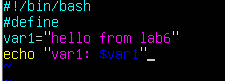 #!/bin/bash
#define
var1="hello from lab6"
echo "var1: $var1"
~